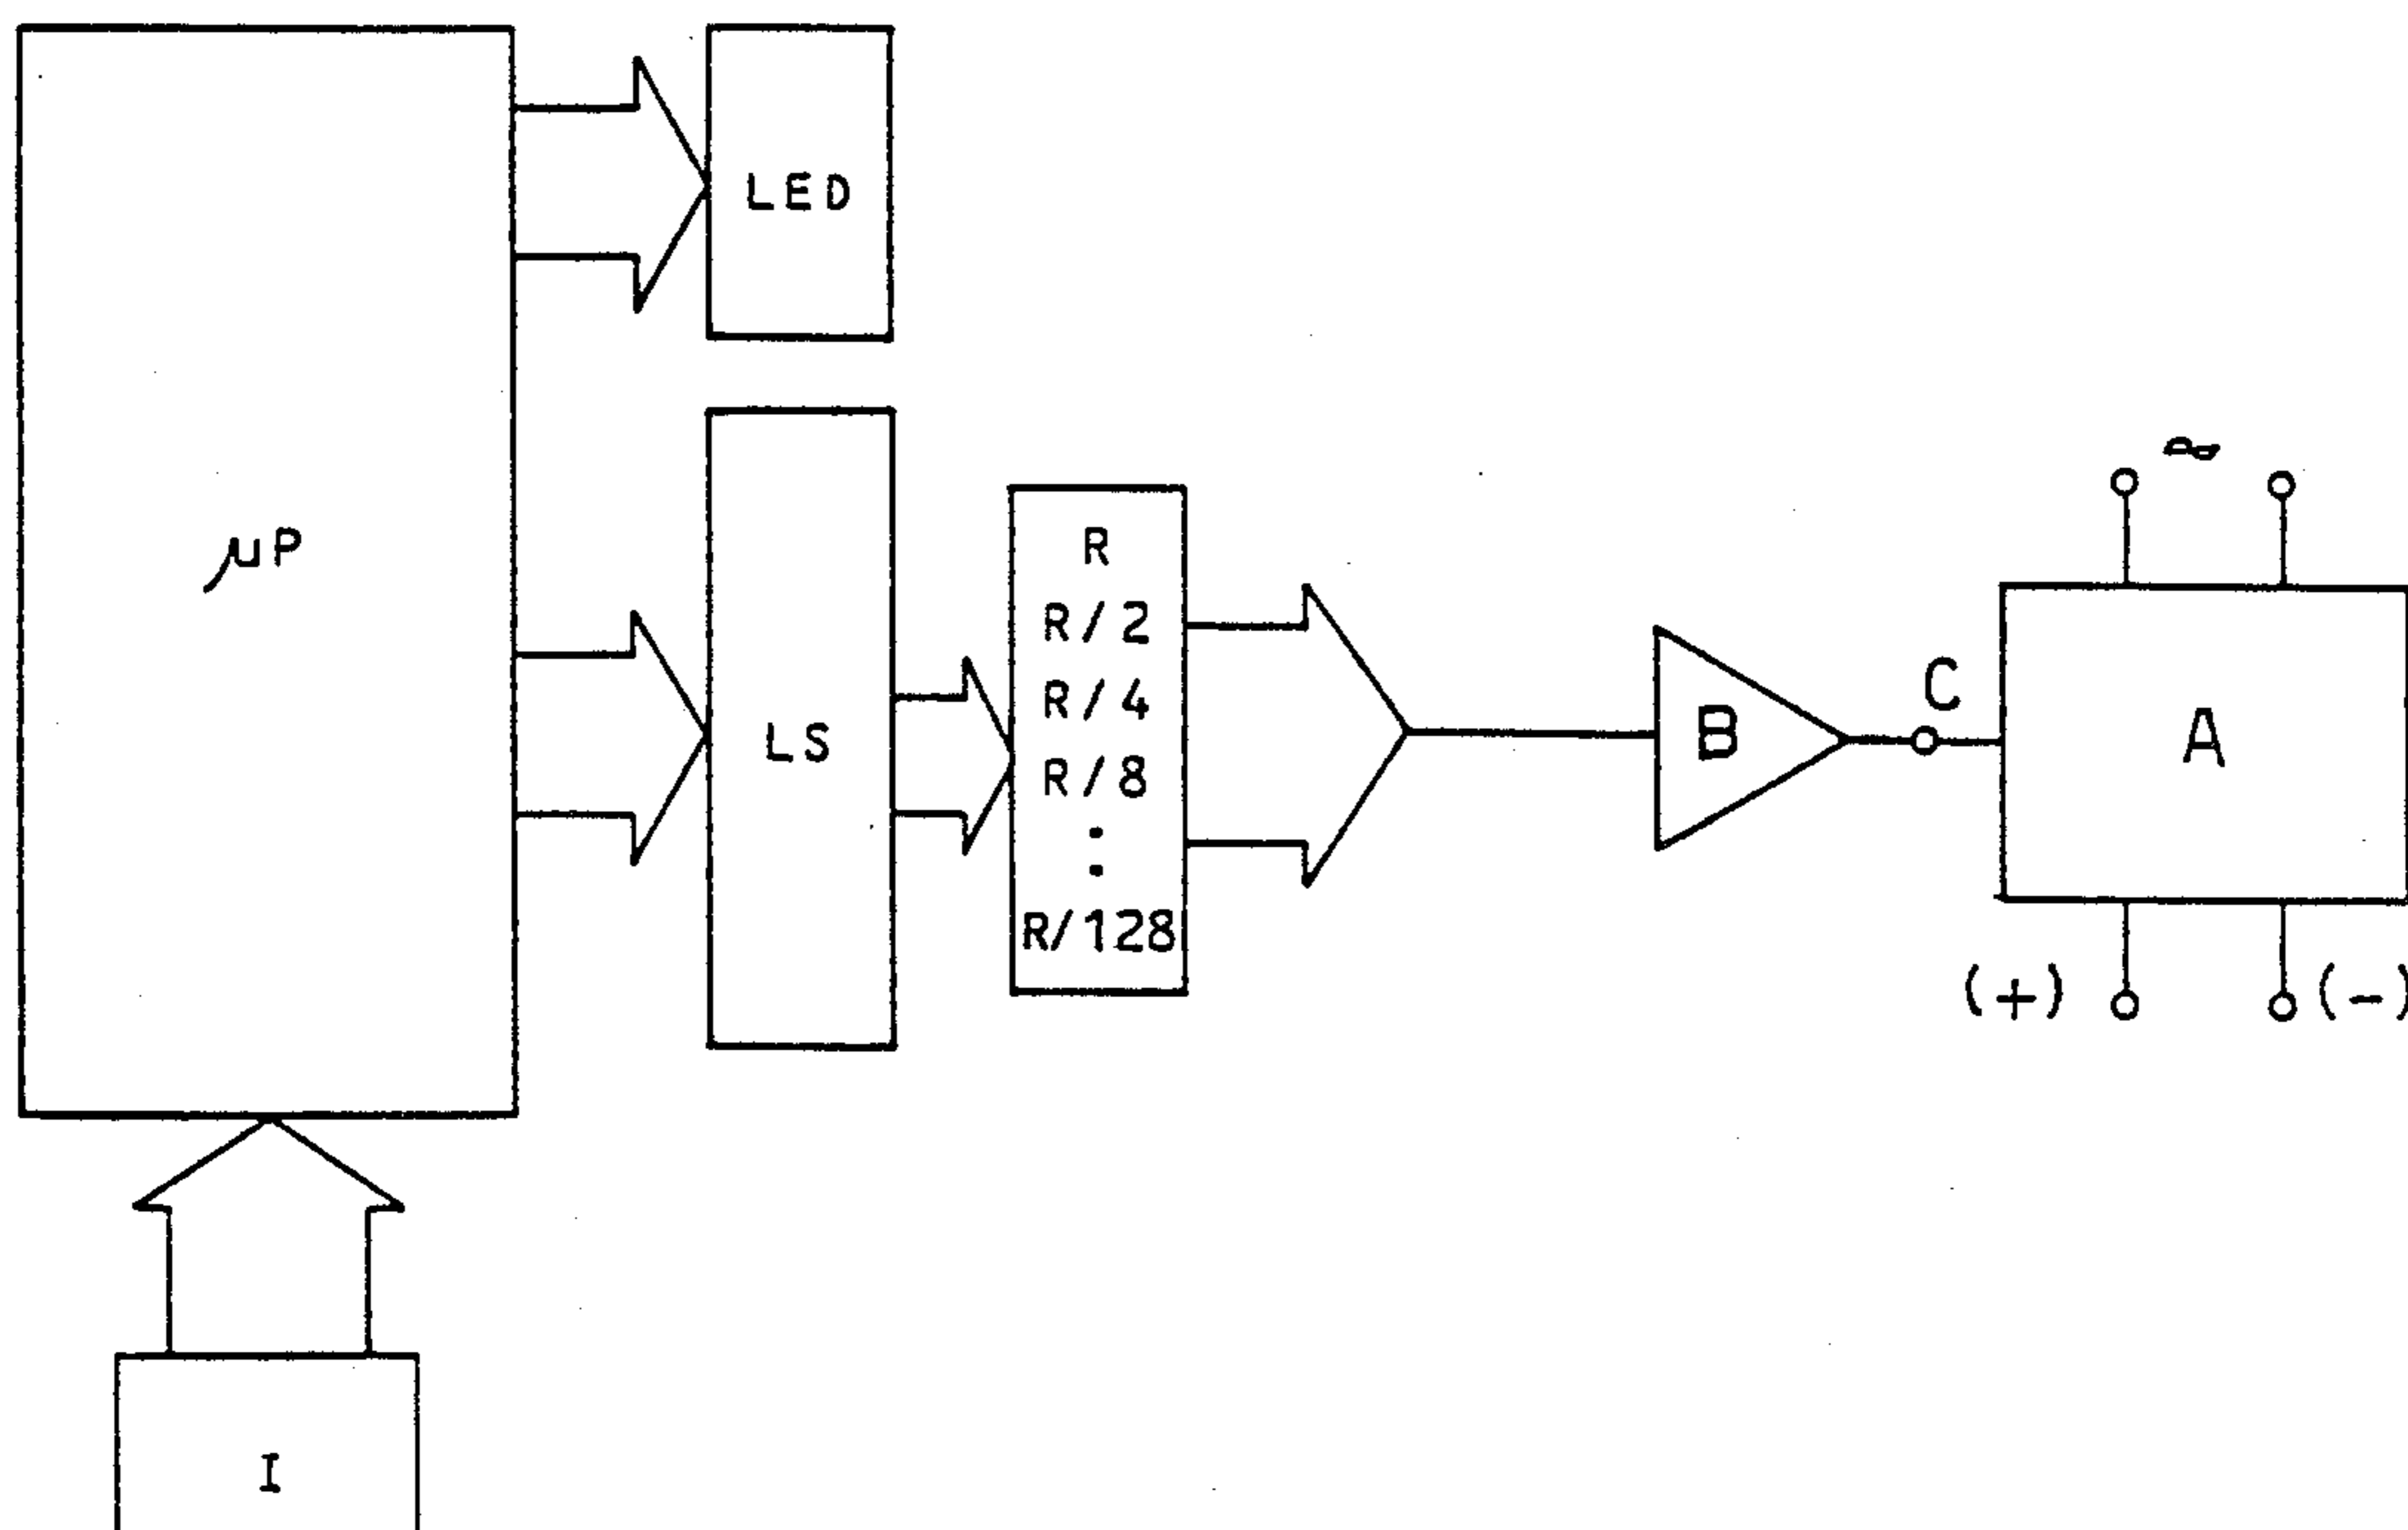 LED
µP
LS
R
R/2
R/4
R/8
:
R/128
B
C
A
~
(+)
(-)
I